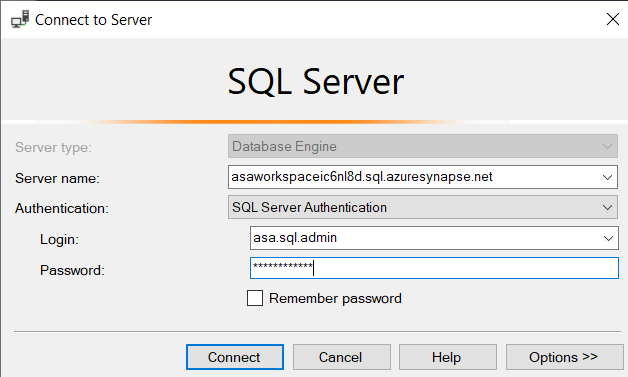 Connect to Server
SQL Server
Server type: Database Engine
Server name: asaworkspaceic6nl8d.sql.azuresynapse.net
Authentication: SQL Server Authentication
Login: asa.sql.admin
Password: ************
Remember password
Connect Cancel Help Options >>